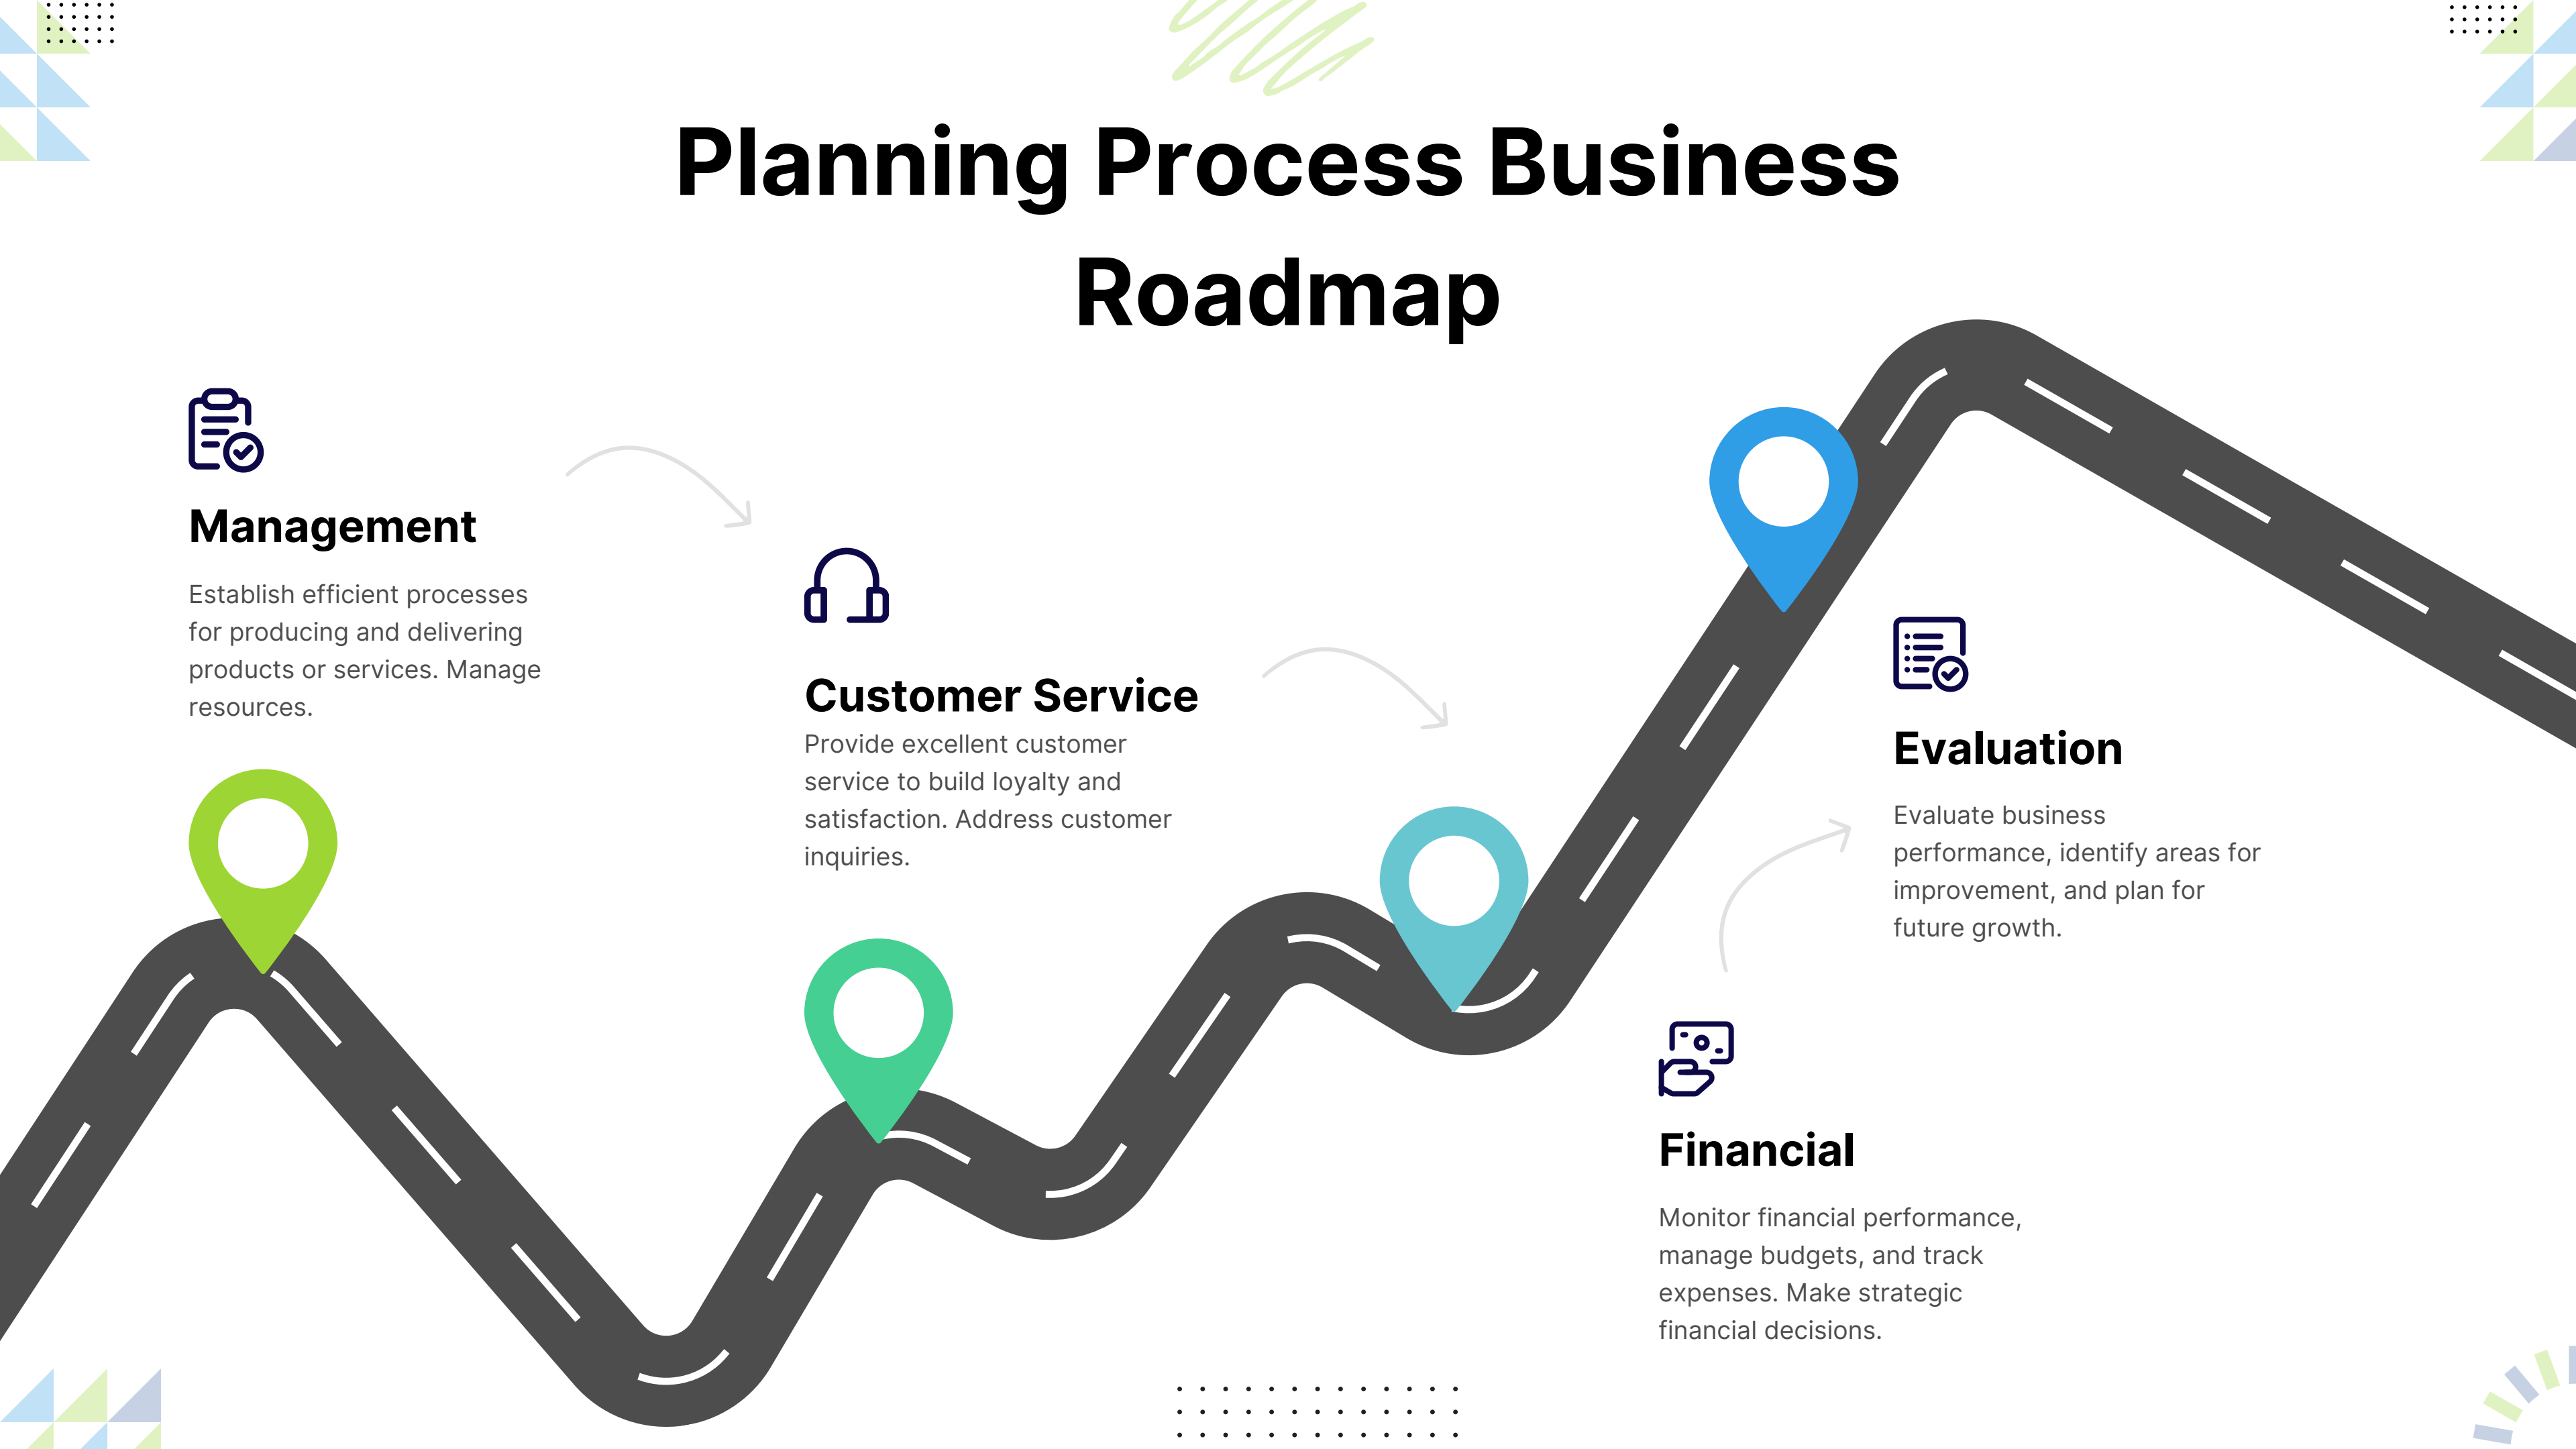 Planning Process Business
Roadmap
Management
Establish efficient processes
for producing and delivering
products or services. Manage
resources.
Customer Service
Provide excellent customer
service to build loyalty and
satisfaction. Address customer
inquiries.
Financial
Monitor financial performance,
manage budgets, and track
expenses. Make strategic
financial decisions.
Evaluation
Evaluate business
performance, identify areas for
improvement, and plan for
future growth.